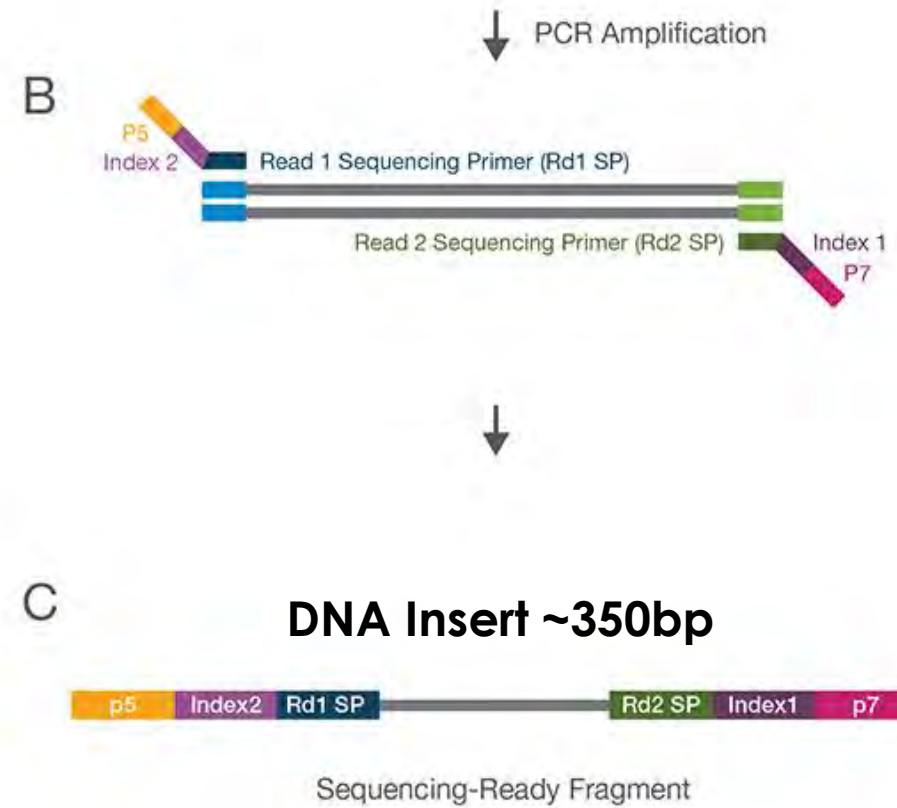 PCR Amplification
B
P5
Index 2
Read 1 Sequencing Primer (Rd1 SP)
Read 2 Sequencing Primer (Rd2 SP)
Index 1
P7
C
DNA Insert ~350bp
p5 Index2 Rd1 SP Rd2 SP Index1 p7
Sequencing-Ready Fragment